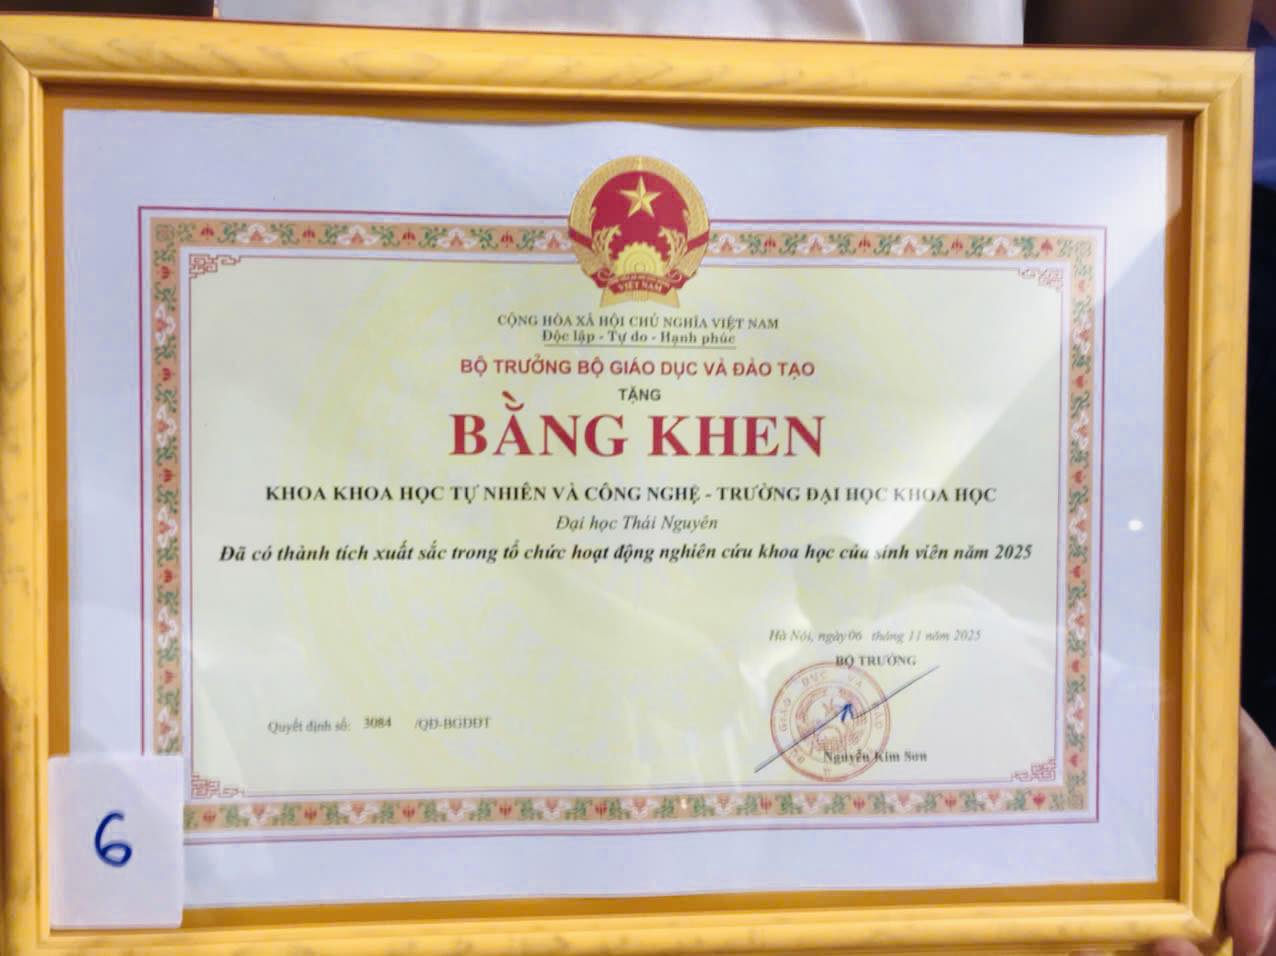 VIỆT NAM
CỘNG HÒA XÃ HỘI CHỦ NGHĨA VIỆT NAM
Độc lập - Tự do - Hạnh phúc
BỘ TRƯỞNG BỘ GIÁO DỤC VÀ ĐÀO TẠO
TẶNG
BẰNG KHEN
KHOA KHOA HỌC TỰ NHIÊN VÀ CÔNG NGHỆ - TRƯỜNG ĐẠI HỌC KHOA HỌC
Đại học Thái Nguyên
Đã có thành tích xuất sắc trong tổ chức hoạt động nghiên cứu khoa học của sinh viên năm 2025
Hà Nội, ngày 06 tháng 11 năm 2025
BỘ TRƯỞNG
Quyết định số: 3084 /QĐ-BGDĐT
Nguyễn Kim Sơn
6